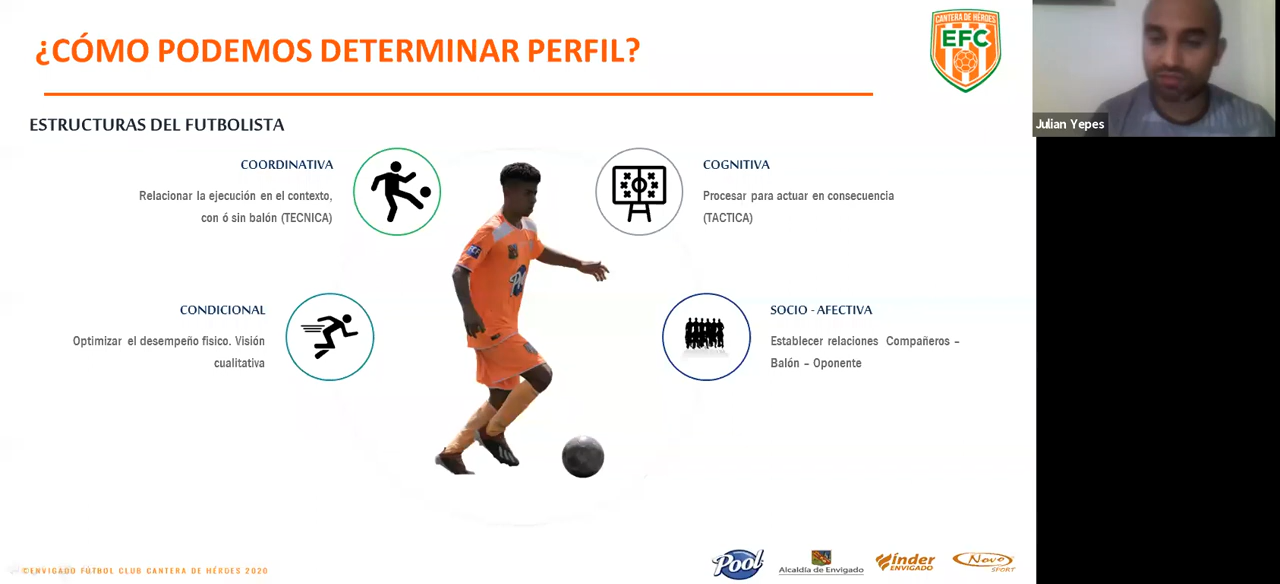 ¿CÓMO PODEMOS DETERMINAR PERFIL?
CANTERA DE HÉROES
EFC
Julian Yepes
ESTRUCTURAS DEL FUTBOLISTA
COORDINATIVA
Relacionar la ejecución en el contexto,
con ó sin balón (TECNICA)
COGNITIVA
Procesar para actuar en consecuencia
(TACTICA)
CONDICIONAL
Optimizar el desempeño fisico. Visión
cualitativa
SOCIO - AFECTIVA
Establecer relaciones Compañeros –
Balón – Oponente
©ENVIGADO FÚTBOL CLUB CANTERA DE HÉROES 2020
Pool
Alcaldía de Envigado
índer
ENVIGADO
Novo
SPORT